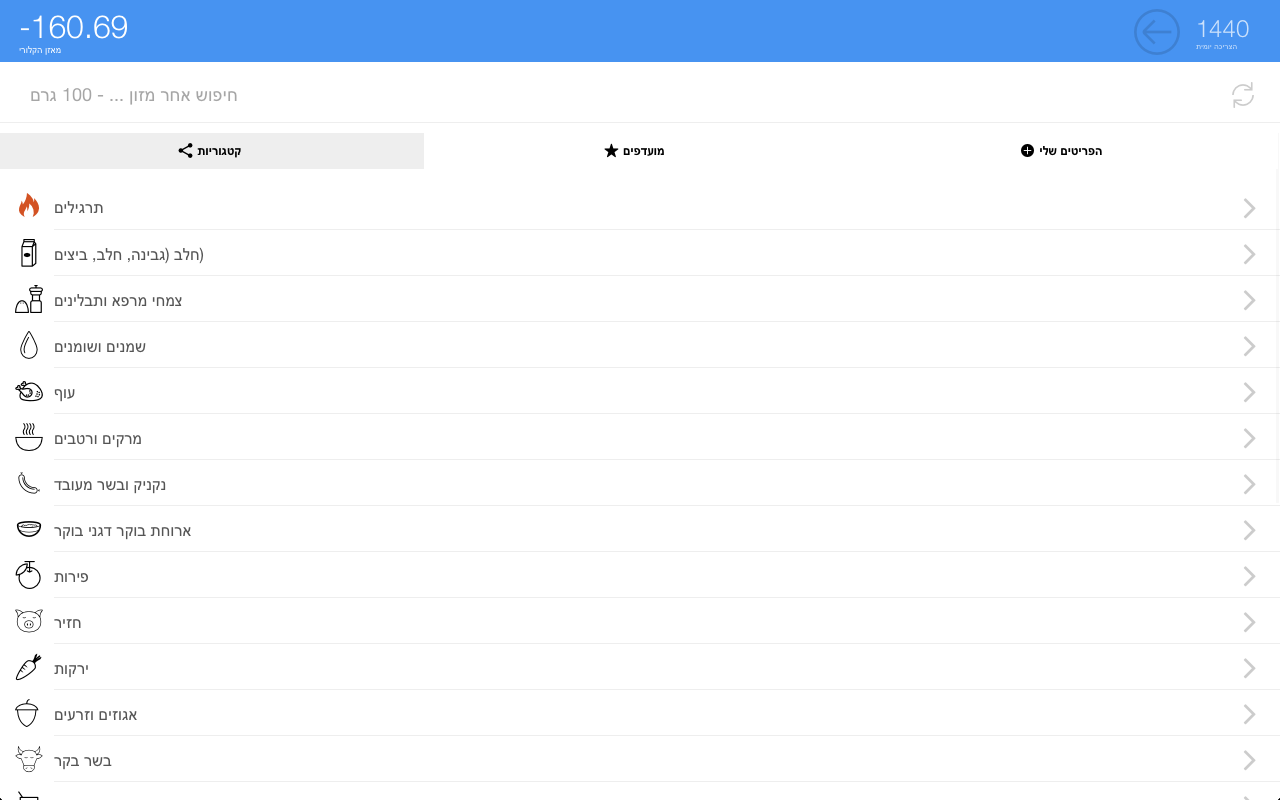 -160.69
מאזן הקלורי
1440
הצריכה יומית
חיפוש אחר מזון ... - 100 גרם
קטגוריות
מועדפים
הפריטים שלי
תרגילים
חלב (גבינה, חלב, ביצים)
צמחי מרפא ותבלינים
שמנים ושומנים
עוף
מרקים ורטבים
נקניק ובשר מעובד
ארוחת בוקר דגני בוקר
פירות
חזיר
ירקות
אגוזים וזרעים
בשר בקר